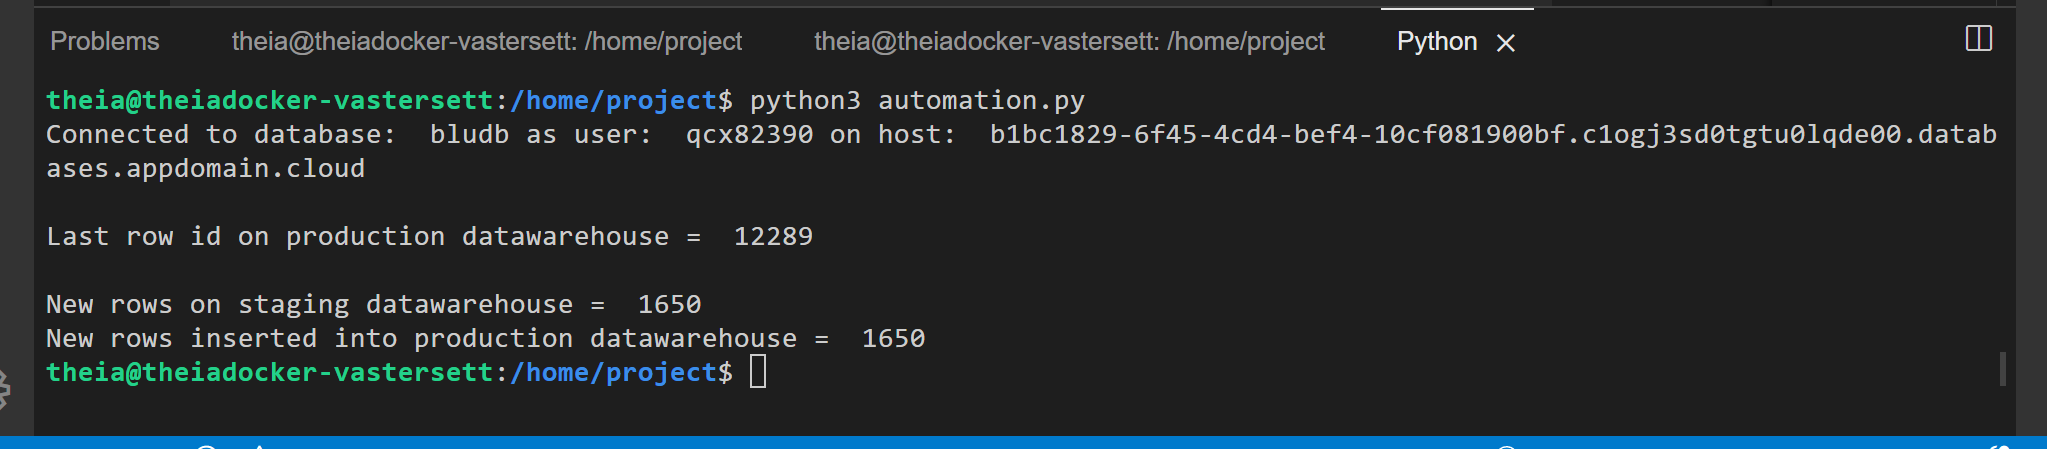 Problems theia@theiadocker-vastersett: /home/project theia@theiadocker-vastersett: /home/project Python
theia@theiadocker-vastersett:/home/project$ python3 automation.py
Connected to database:  bludb as user:  qcx82390 on host:  b1bc1829-6f45-4cd4-bef4-10cf081900bf.c1ogj3sd0tgtu0lqde00.datab
ases.appdomain.cloud
Last row id on production datawarehouse =  12289
New rows on staging datawarehouse =  1650
New rows inserted into production datawarehouse =  1650
theia@theiadocker-vastersett:/home/project$